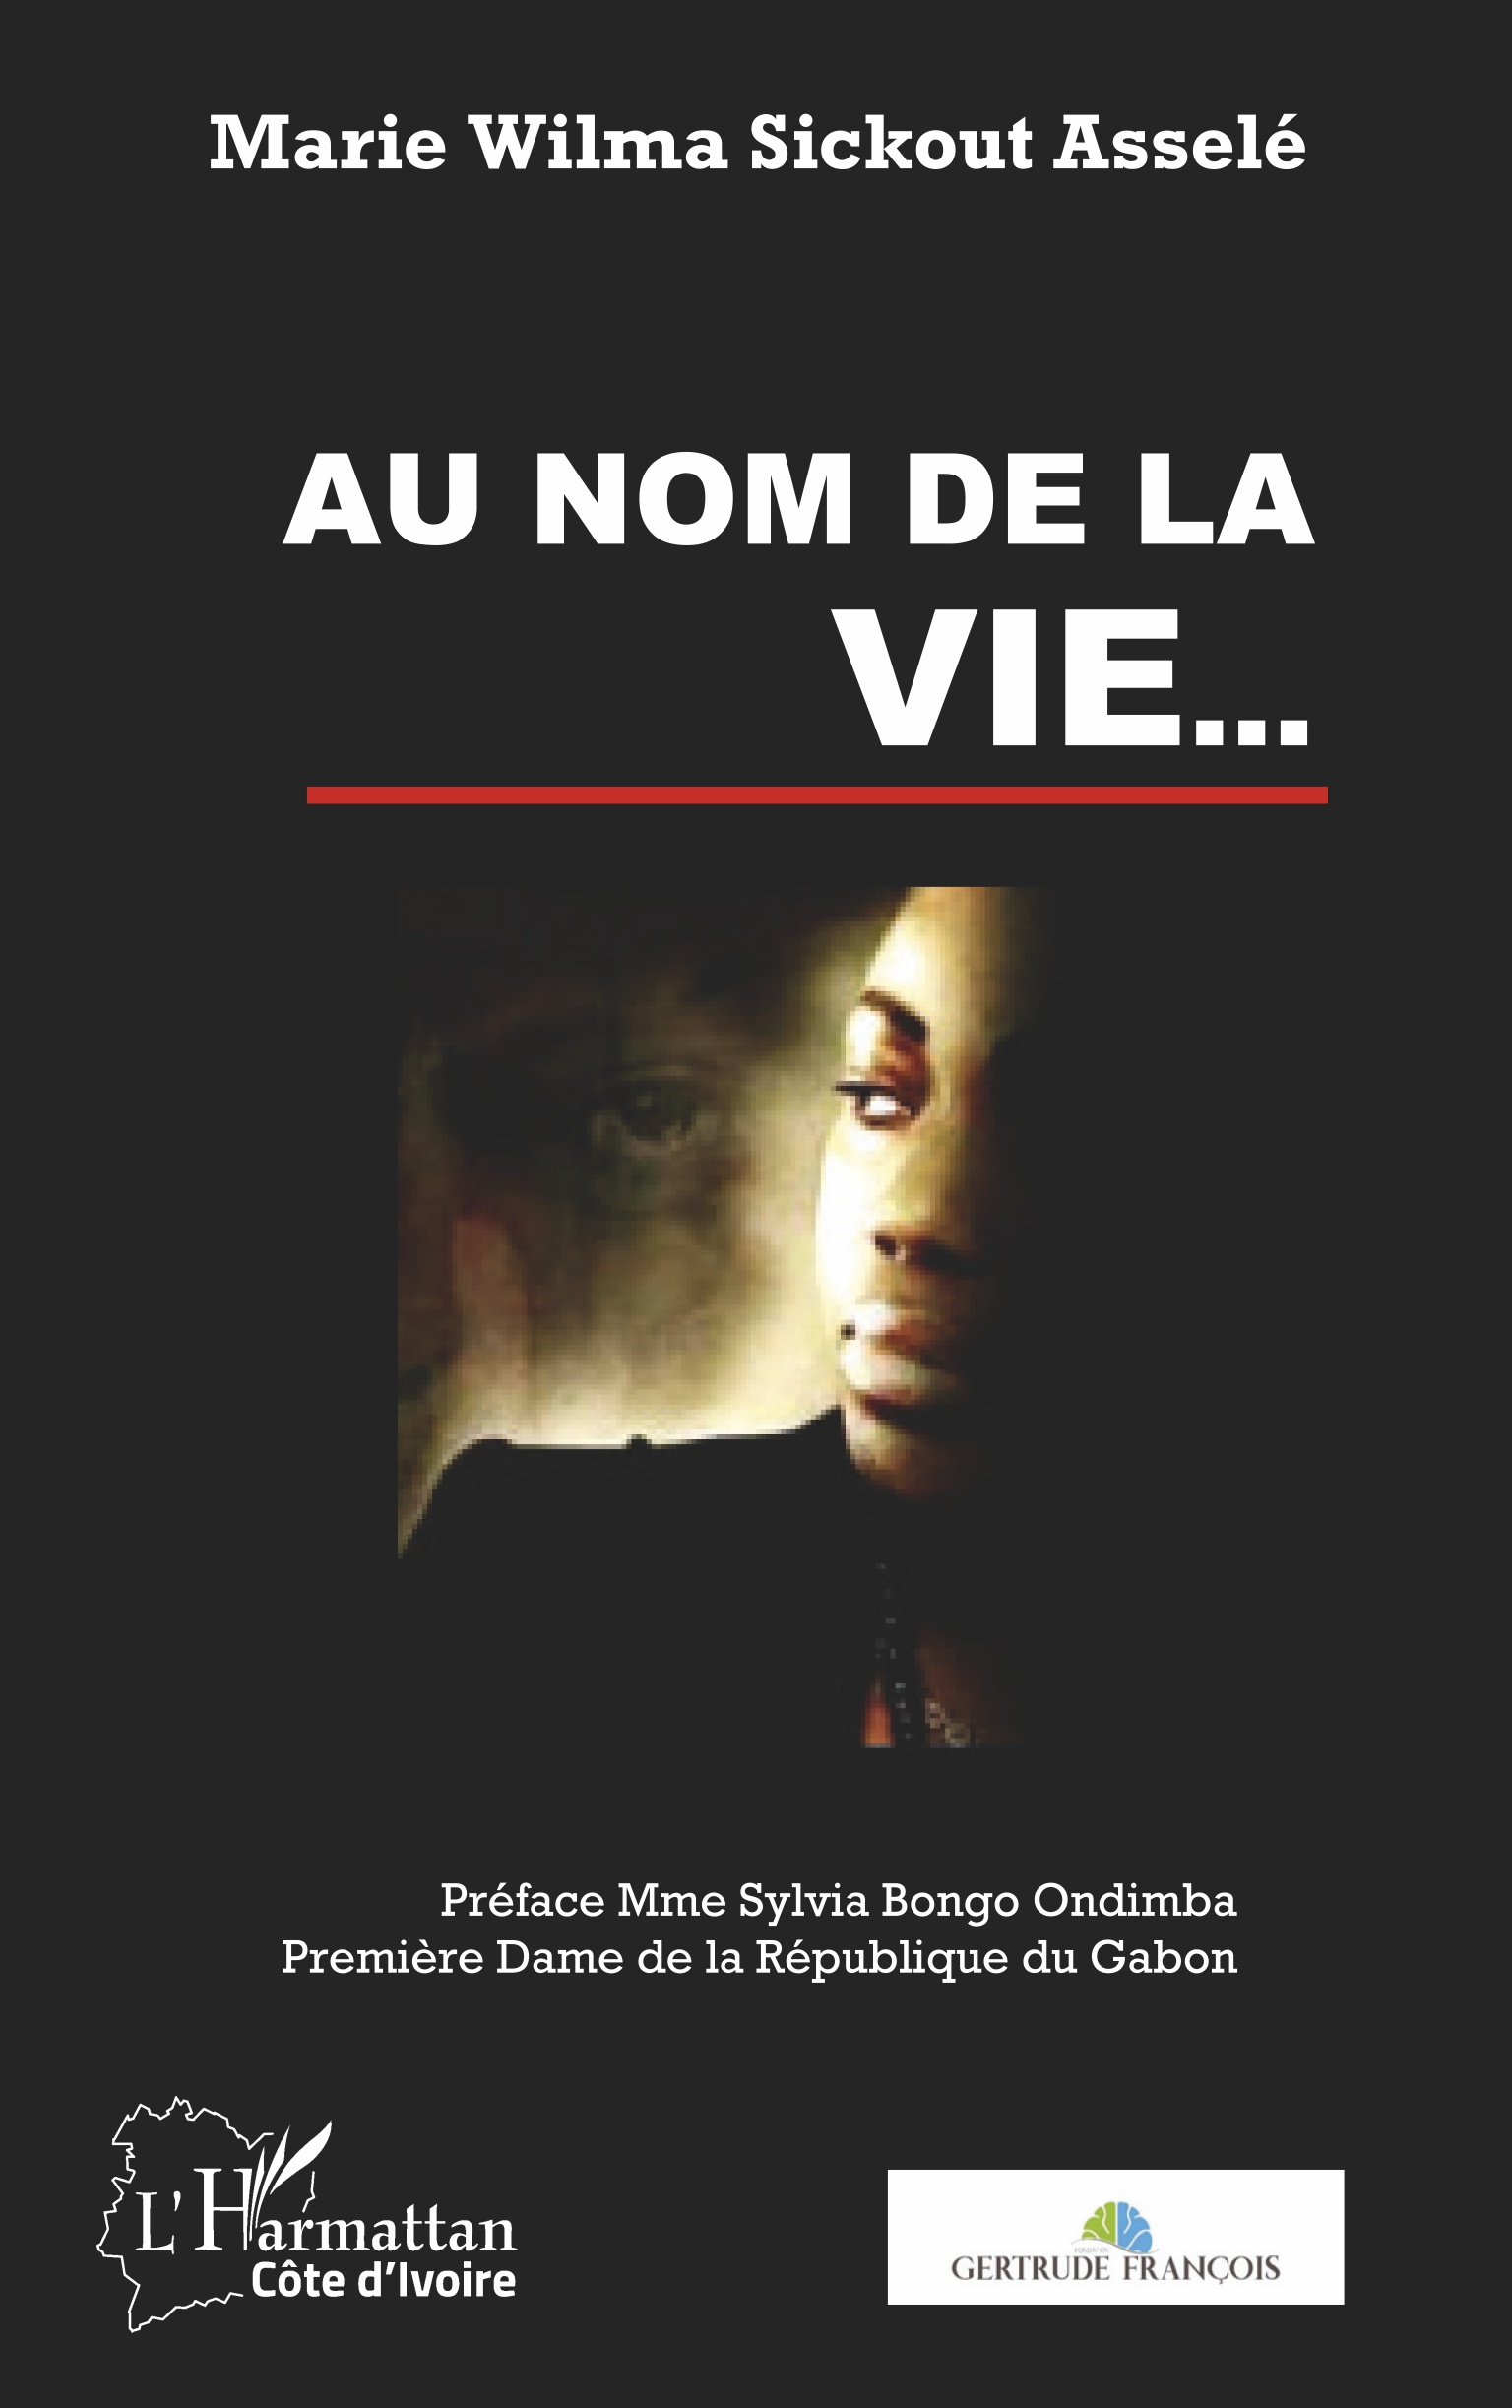 Marie Wilma Sickout Asselé
AU NOM DE LA
VIE...
Préface Mme Sylvia Bongo Ondimba
Première Dame de la République du Gabon
L'Harmattan
Côte d'Ivoire
FONDATION
GERTRUDE FRANÇOIS